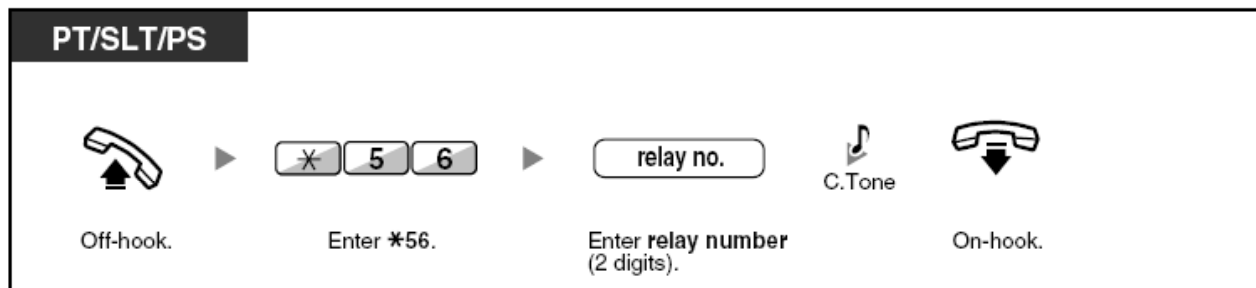 PT/SLT/PS
* 5 6
relay no.
C.Tone
Off-hook.
Enter *56.
Enter relay number
(2 digits).
On-hook.